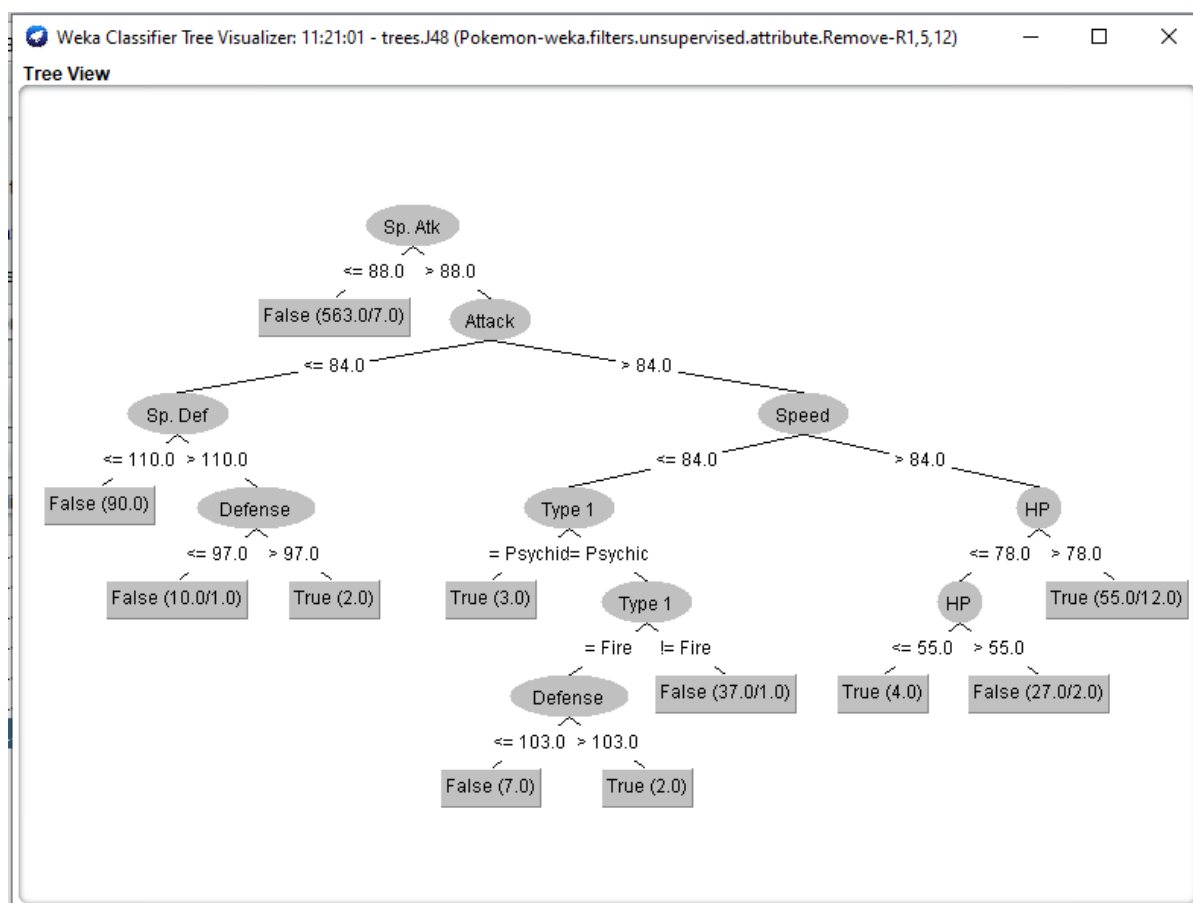 Weka Classifier Tree Visualizer: 11:21:01 - trees.J48 (Pokemon-weka.filters.unsupervised.attribute.Remove-R1,5,12)
Tree View
Sp. Atk
<= 88.0 > 88.0
False (563.0/7.0) Attack
<= 84.0 > 84.0
Sp. Def Speed
<= 110.0 > 110.0 <= 84.0 > 84.0
False (90.0) Defense Type 1 HP
<= 97.0 > 97.0 = Psychid= Psychic <= 78.0 > 78.0
False (10.0/1.0) True (2.0) True (3.0) Type 1 HP True (55.0/12.0)
= Fire != Fire <= 55.0 > 55.0
Defense False (37.0/1.0) True (4.0) False (27.0/2.0)
<= 103.0 > 103.0
False (7.0) True (2.0)